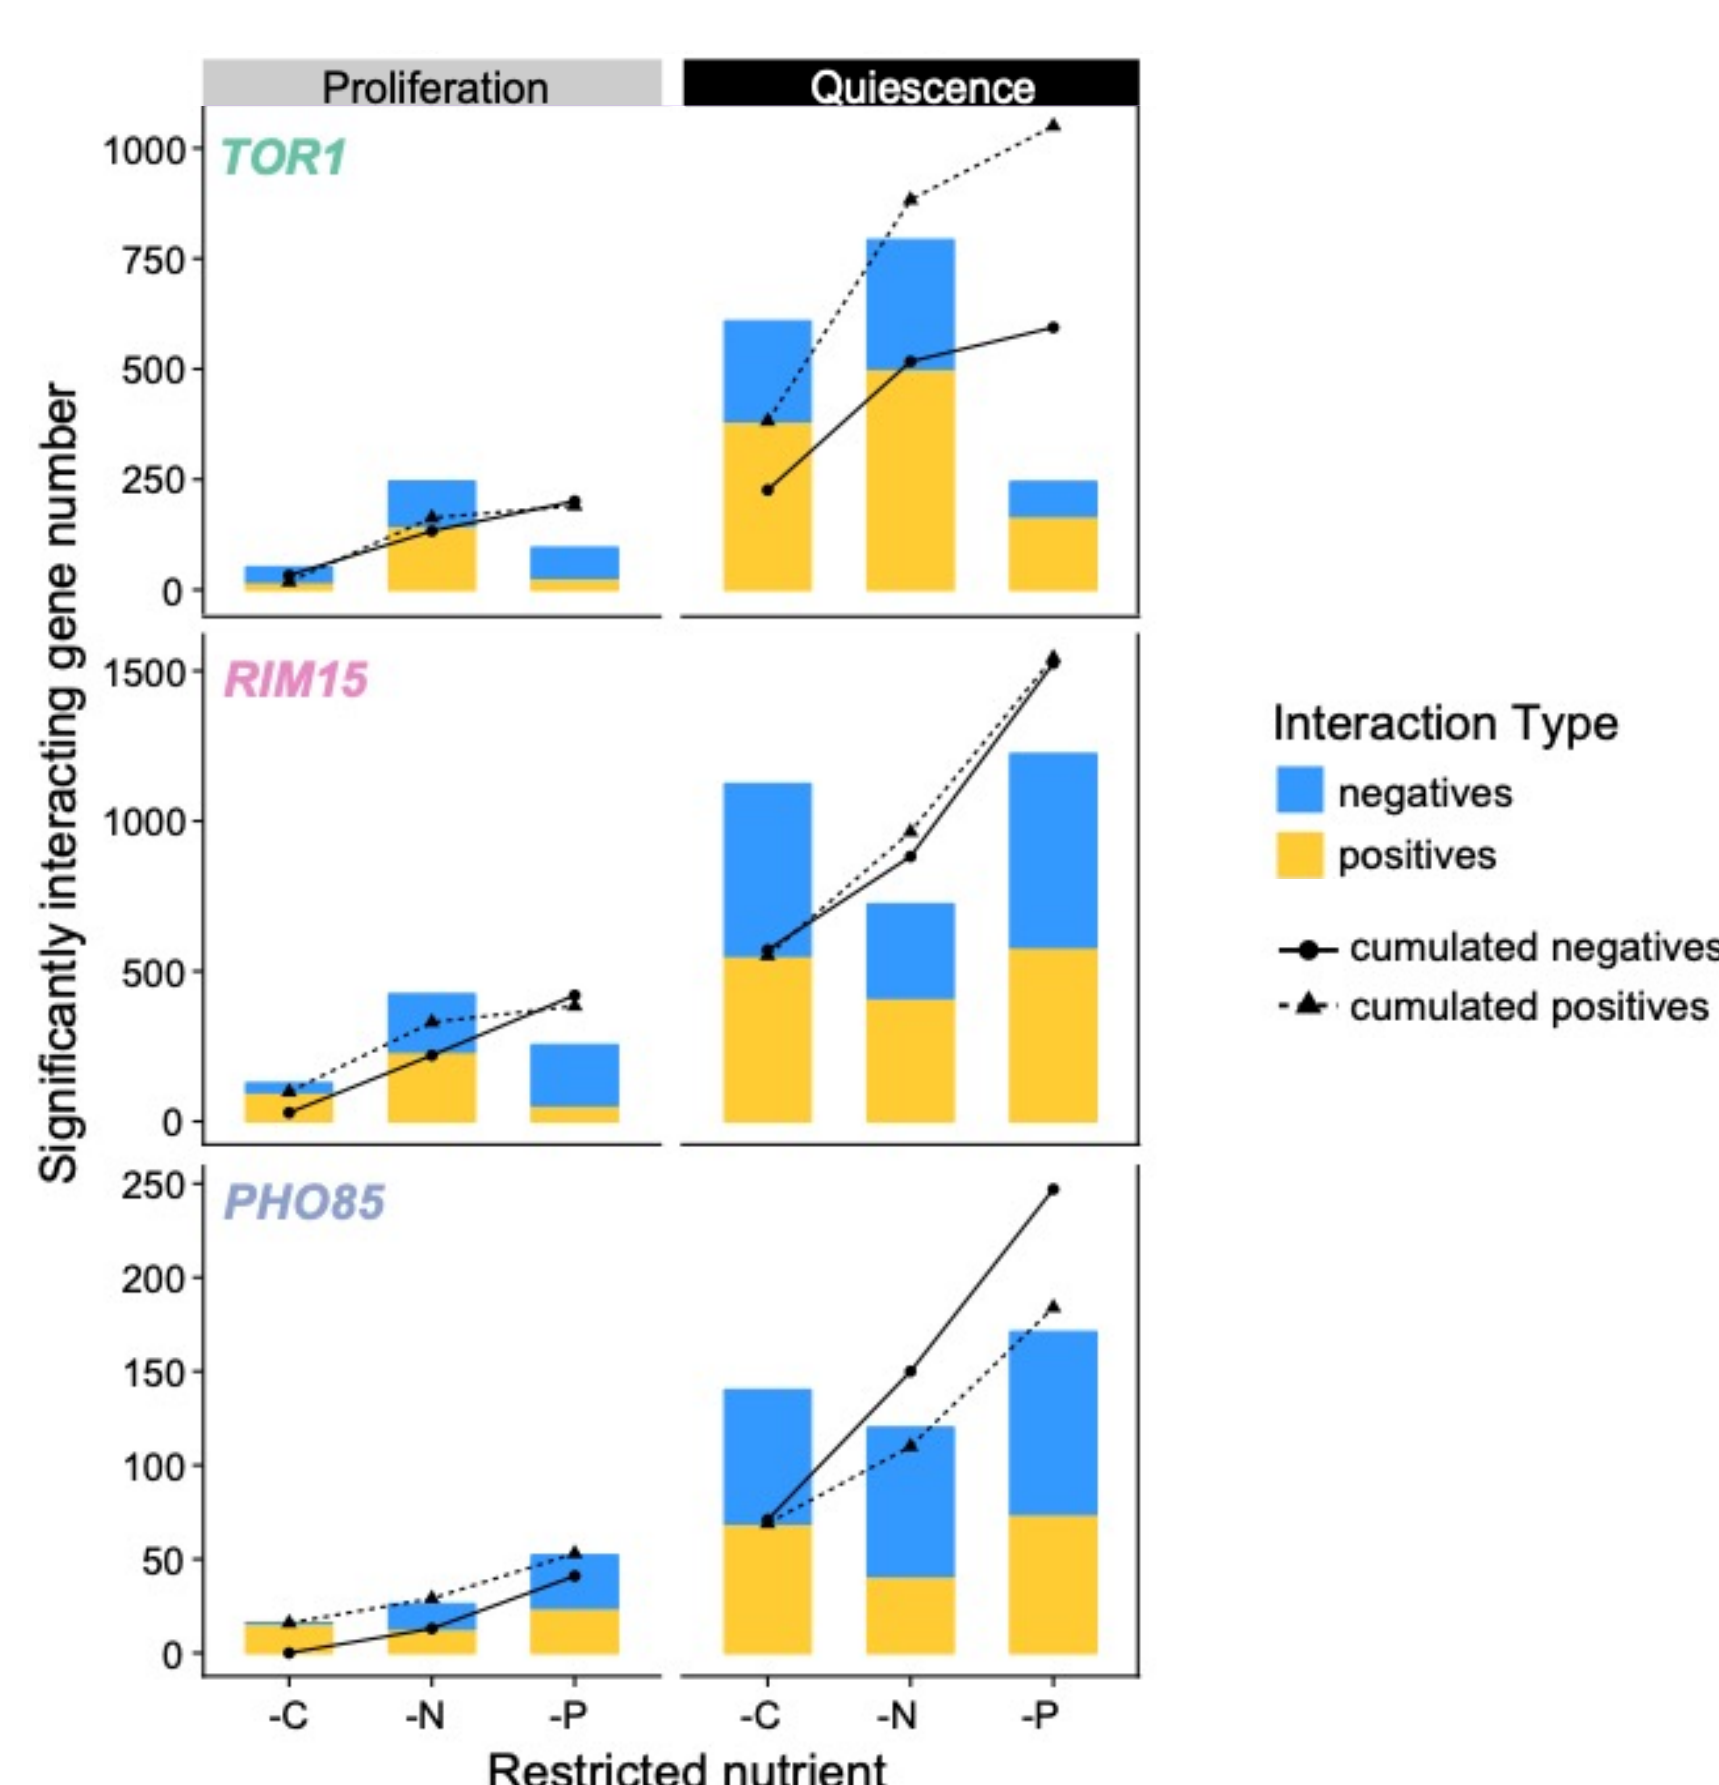 Proliferation
Quiescence
TOR1
1000
750
500
250
0
RIM15
1500
1000
500
0
PHO85
250
200
150
100
50
0
-C
-N
-P
-C
-N
-P
Restricted nutrient
Significantly interacting gene number
Interaction Type
negatives
positives
cumulated negatives
cumulated positives